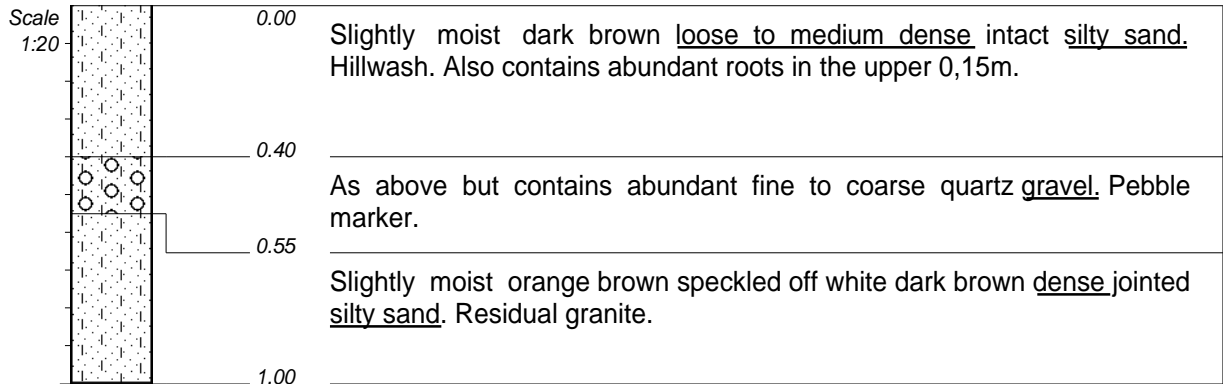 Scale
1:20
0.00
Slightly moist dark brown loose to medium dense intact silty sand.
Hillwash. Also contains abundant roots in the upper 0,15m.
0.40
As above but contains abundant fine to coarse quartz gravel. Pebble
marker.
0.55
Slightly moist orange brown speckled off white dark brown dense jointed
silty sand. Residual granite.
1.00